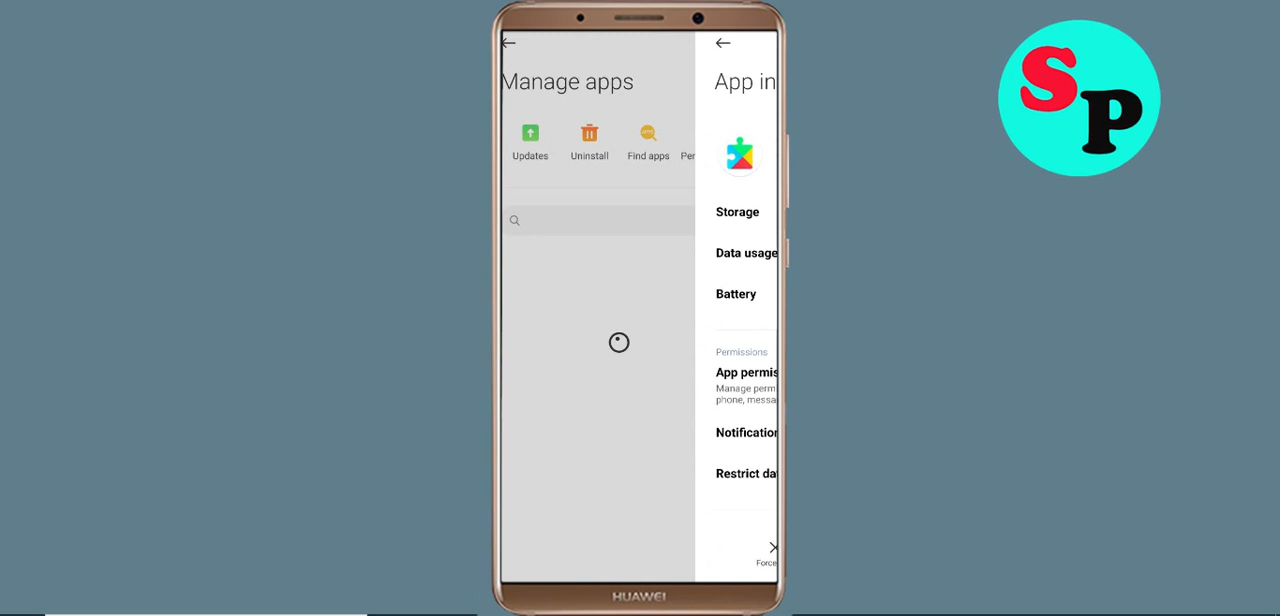 SP
Manage apps
App in
Updates
Uninstall
Find apps
Per
Storage
Data usage
Battery
Permissions
App permis
Manage perm
phone, messa
Notification
Restrict da
Force
HUAWEI